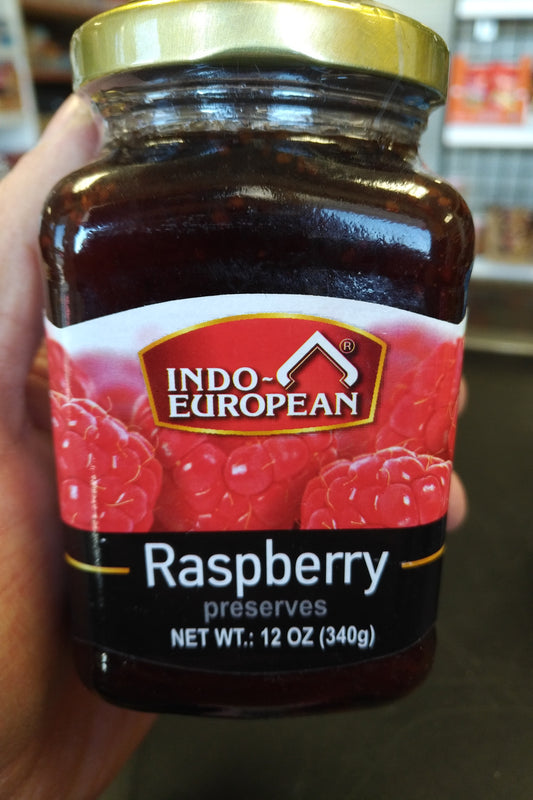 INDO-
EUROPEAN
®
Raspberry
preserves
NET WT.: 12 OZ (340g)